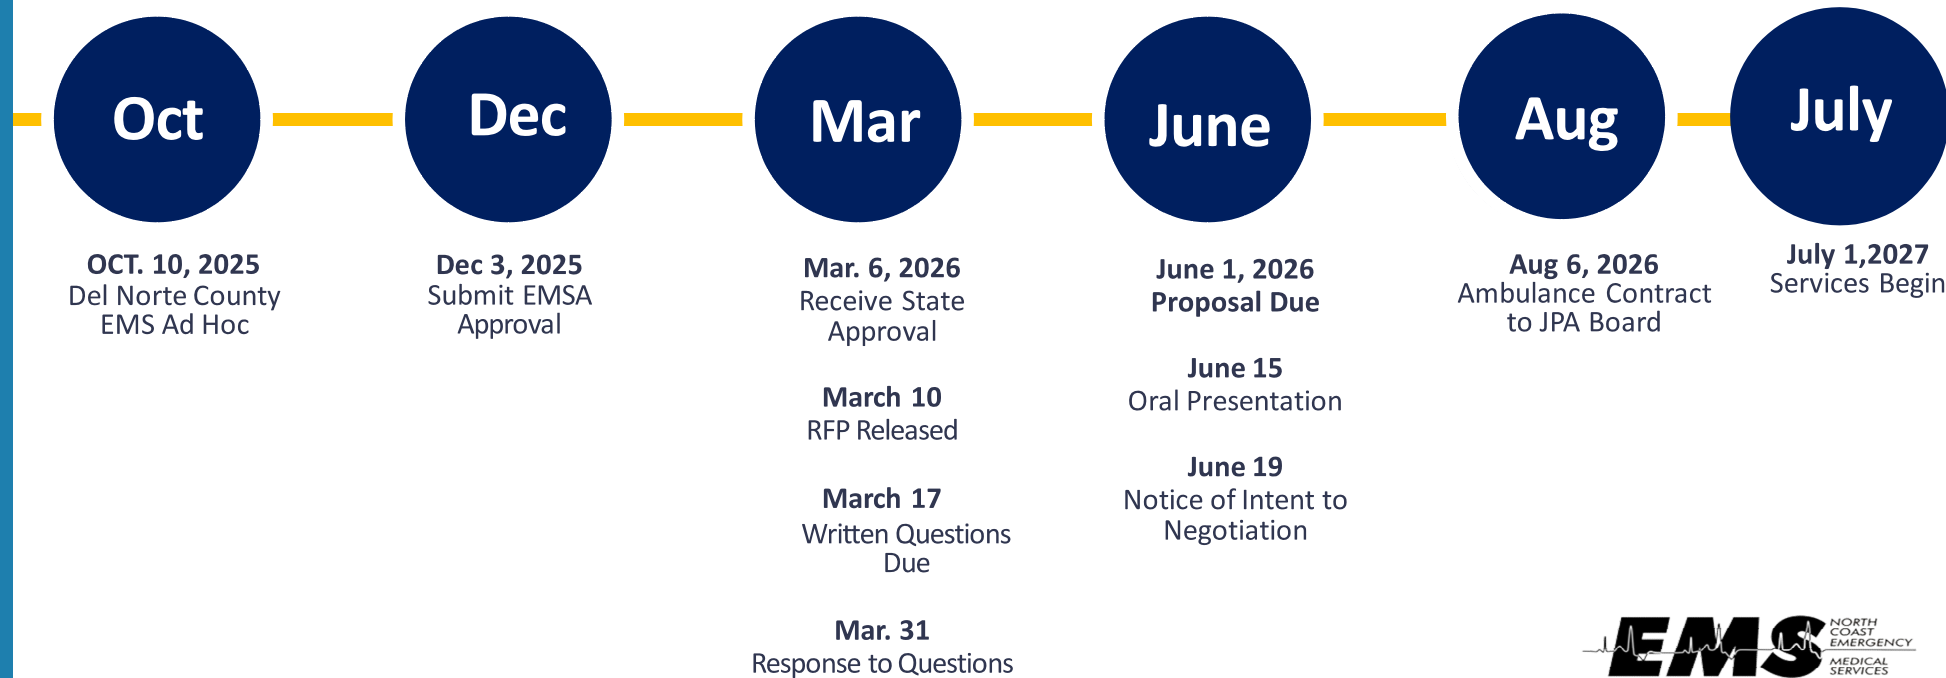 Oct
Dec
Mar
June
Aug
July
OCT. 10, 2025
Del Norte County
EMS Ad Hoc
Dec 3, 2025
Submit EMSA
Approval
Mar. 6, 2026
Receive State
Approval
March 10
RFP Released
March 17
Written Questions
Due
Mar. 31
Response to Questions
June 1, 2026
Proposal Due
June 15
Oral Presentation
June 19
Notice of Intent to
Negotiation
Aug 6, 2026
Ambulance Contract
to JPA Board
July 1,2027
Services Begin
EMS
NORTH
COAST
EMERGENCY
MEDICAL
SERVICES